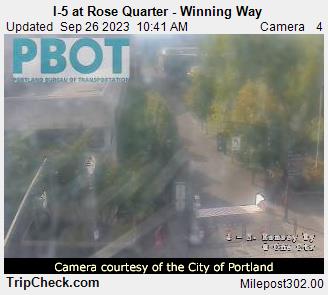 I-5 at Rose Quarter - Winning Way
Updated Sep 26 2023 10:41 AM Camera 4
PBOT
PORTLAND BUREAU OF TRANSPORTATION
Camera courtesy of the City of Portland
TripCheck.com Milepost302.00